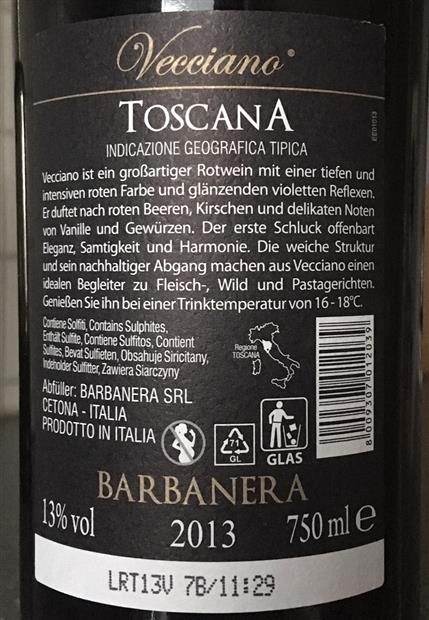 Vecciano®
TOSCANA
INDICAZIONE GEOGRAFICA TIPICA
EE01013
Vecciano ist ein großartiger Rotwein mit einer tiefen und
intensiven roten Farbe und glänzenden violetten Reflexen.
Er duftet nach roten Beeren, Kirschen und delikaten Noten
von Vanille und Gewürzen. Der erste Schluck offenbart
Eleganz, Samtigkeit und Harmonie. Die weiche Struktur
und sein nachhaltiger Abgang machen aus Vecciano einen
idealen Begleiter zu Fleisch-, Wild und Pastagerichten.
Genießen Sie ihn bei einer Trinktemperatur von 16 - 18°C.
Contiene Solfiti, Contains Sulphites,
Enthält Sulfite, Contiene Sulfitos, Contient
Sulfites, Bevat Sulfieten, Obsahuje Siricitany,
Indeholder Sulfitter, Zawiera Siarczyny
Regione
TOSCANA
Abfüller: BARBANERA SRL
CETONA - ITALIA
PRODOTTO IN ITALIA
71
GL
GLAS
8 009307 012039
BARBANERA
13% vol
2013
750 ml e
LRT13V 7B/11:29